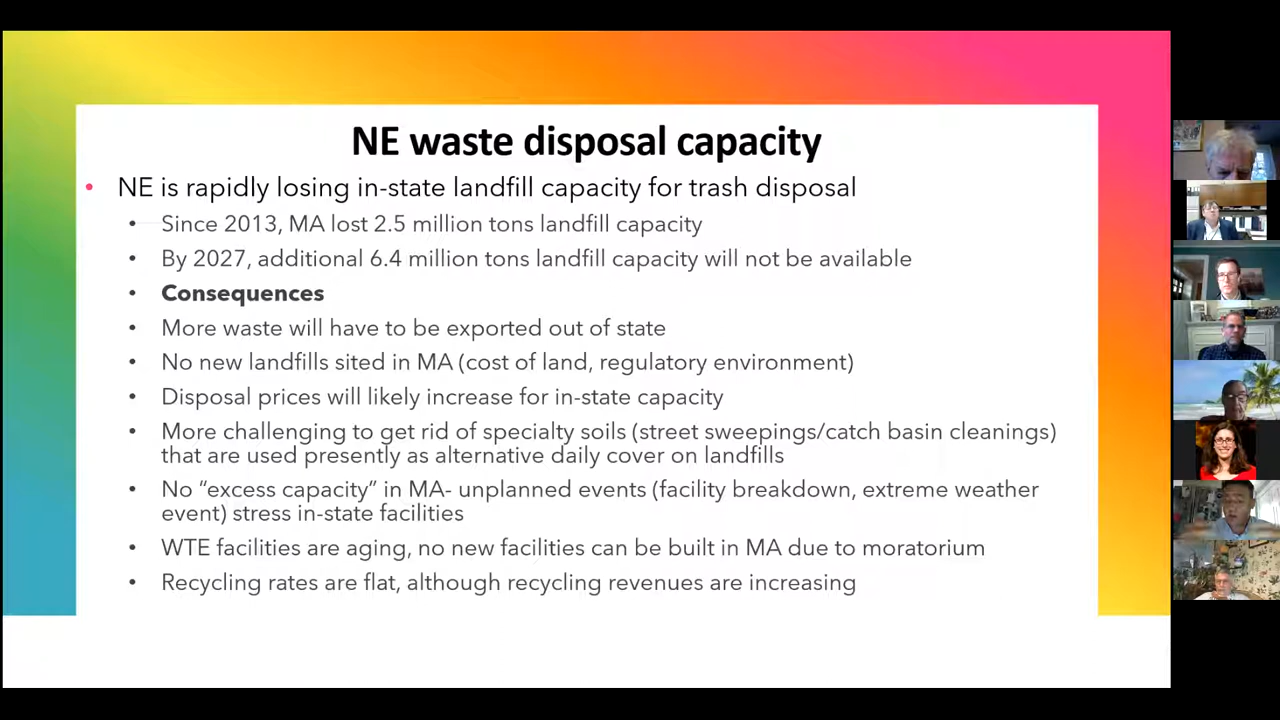 NE waste disposal capacity
• NE is rapidly losing in-state landfill capacity for trash disposal
• Since 2013, MA lost 2.5 million tons landfill capacity
• By 2027, additional 6.4 million tons landfill capacity will not be available
• Consequences
• More waste will have to be exported out of state
• No new landfills sited in MA (cost of land, regulatory environment)
• Disposal prices will likely increase for in-state capacity
• More challenging to get rid of specialty soils (street sweepings/catch basin cleanings)
that are used presently as alternative daily cover on landfills
• No “excess capacity” in MA- unplanned events (facility breakdown, extreme weather
event) stress in-state facilities
• WTE facilities are aging, no new facilities can be built in MA due to moratorium
• Recycling rates are flat, although recycling revenues are increasing